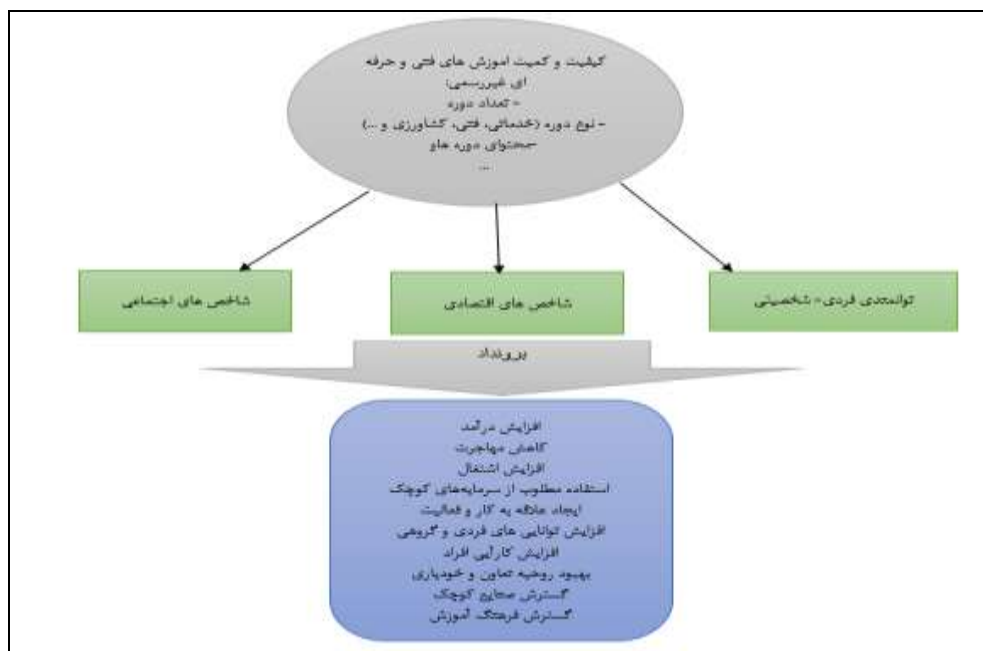 کیفیت و کمیت اموزش های فنی و حرفه
ای غیررسمی:
- تعداد دوره
- نوع دوره (خدماتی، فنی، کشاورزی و ...)
-محتوای دوره هاو
...
توانمندی فردی - شخصیتی
شاخص های اقتصادی
شاخص های اجتماعی
برونداد
افزایش درآمد
کاهش مهاجرت
افزایش اشتغال
استفاده مطلوب از سرمایه‌های کوچک
ایجاد علاقه به کار و فعالیت
افزایش توانایی های فردی و گروهی
افزایش کارآیی افراد
بهبود روحیه تعاون و خودیاری
گسترش صنایع کوچک
گسترش فرهنگ آموزش